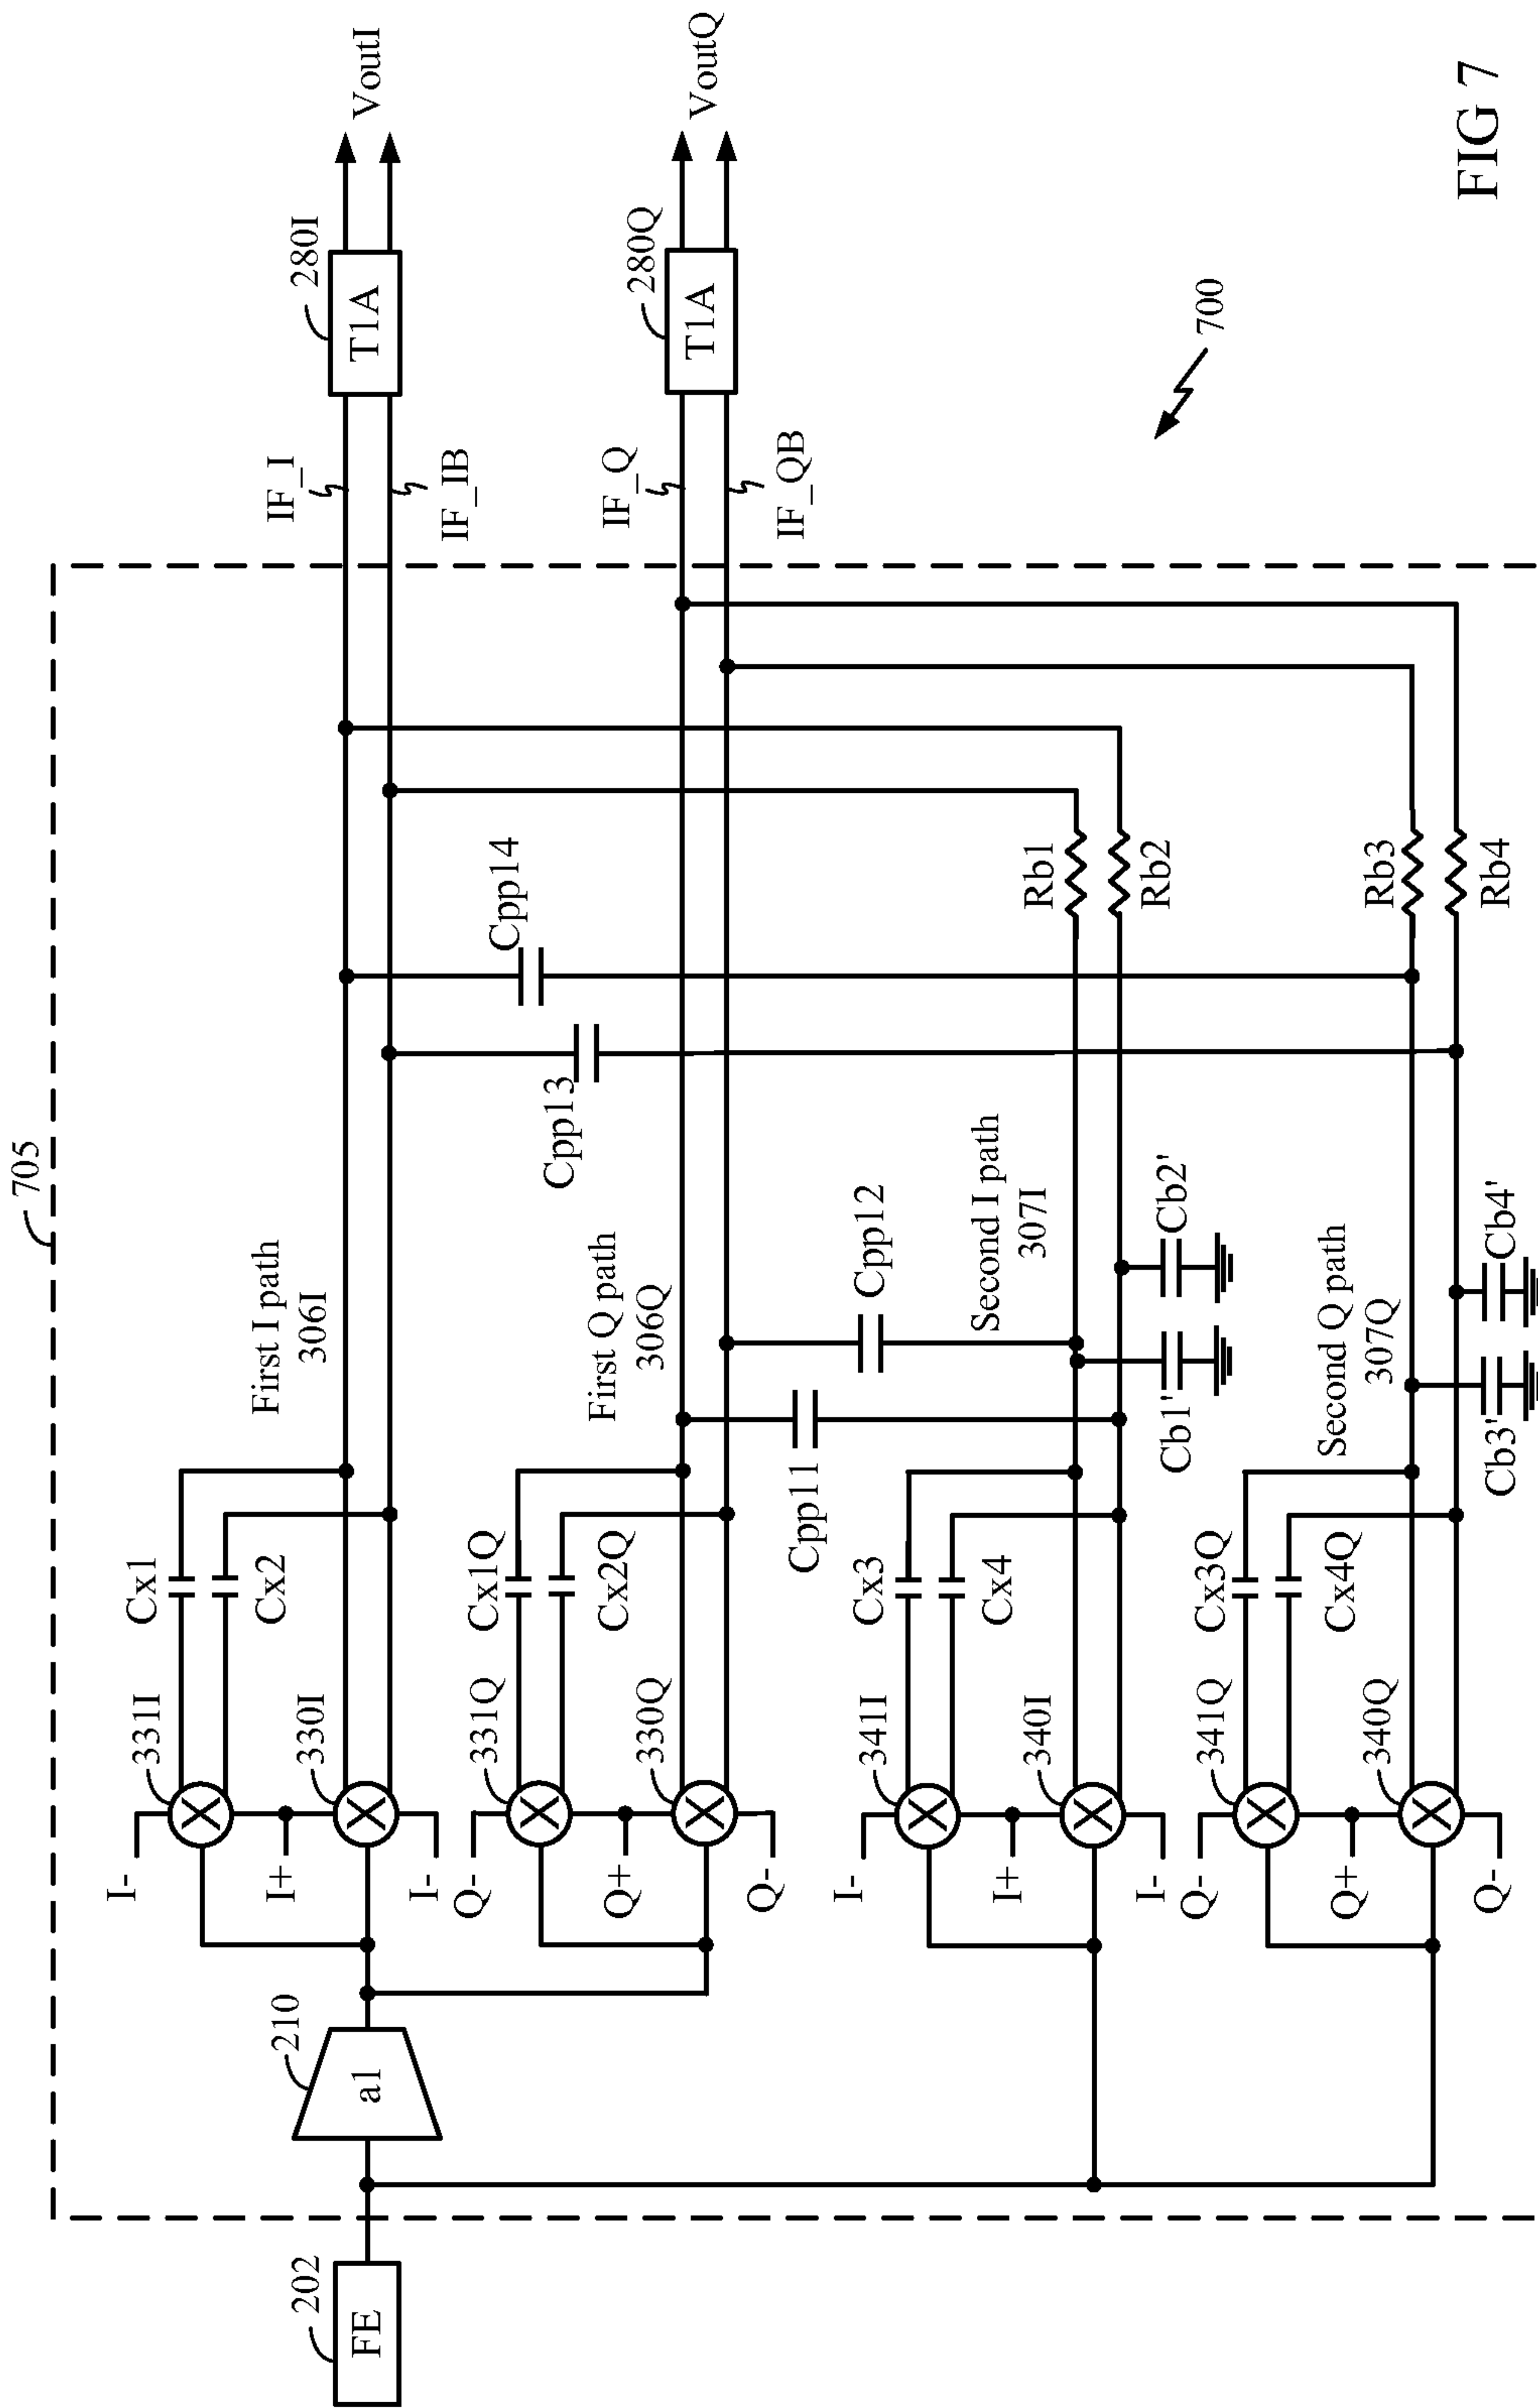 705
FE
202
a1
210
I-
331I
Cx1
Cx2
I+
330I
I-
First I path
306I
Q-
331Q
Cx1Q
Cx2Q
Q+
330Q
Q-
First Q path
306Q
I-
341I
Cx3
Cx4
I+
340I
I-
Second I path
307I
Q-
341Q
Cx3Q
Cx4Q
Q+
340Q
Q-
Second Q path
307Q
Cpp11
Cpp12
Cpp13
Cpp14
Cb1'
Cb2'
Cb3'
Cb4'
Rb1
Rb2
Rb3
Rb4
IF_I
IF_IB
IF_Q
IF_QB
T1A
280I
T1A
280Q
VoutI
VoutQ
700
FIG 7